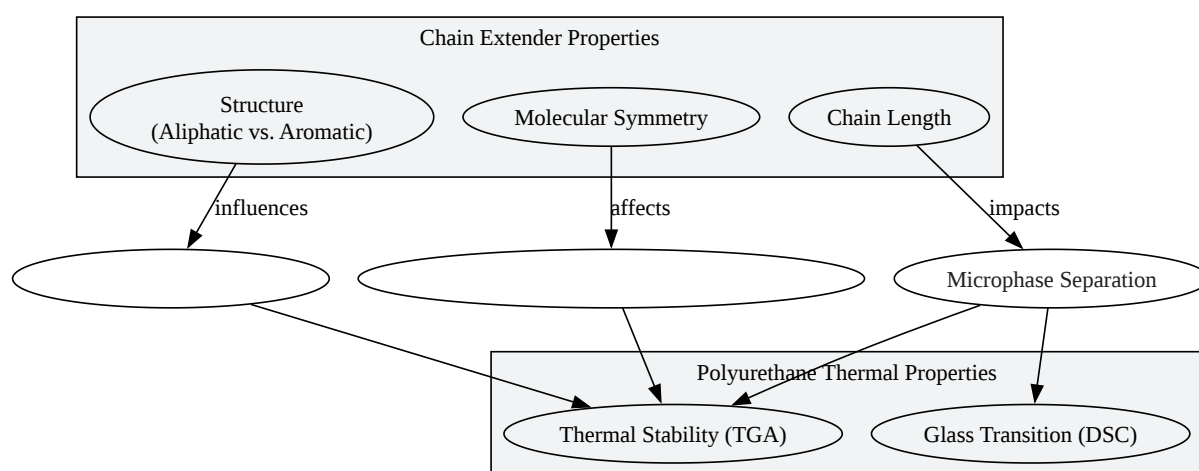 Chain Extender Properties
Structure
(Aliphatic vs. Aromatic)
Molecular Symmetry
Chain Length
influences
affects
impacts
Microphase Separation
Polyurethane Thermal Properties
Thermal Stability (TGA)
Glass Transition (DSC)